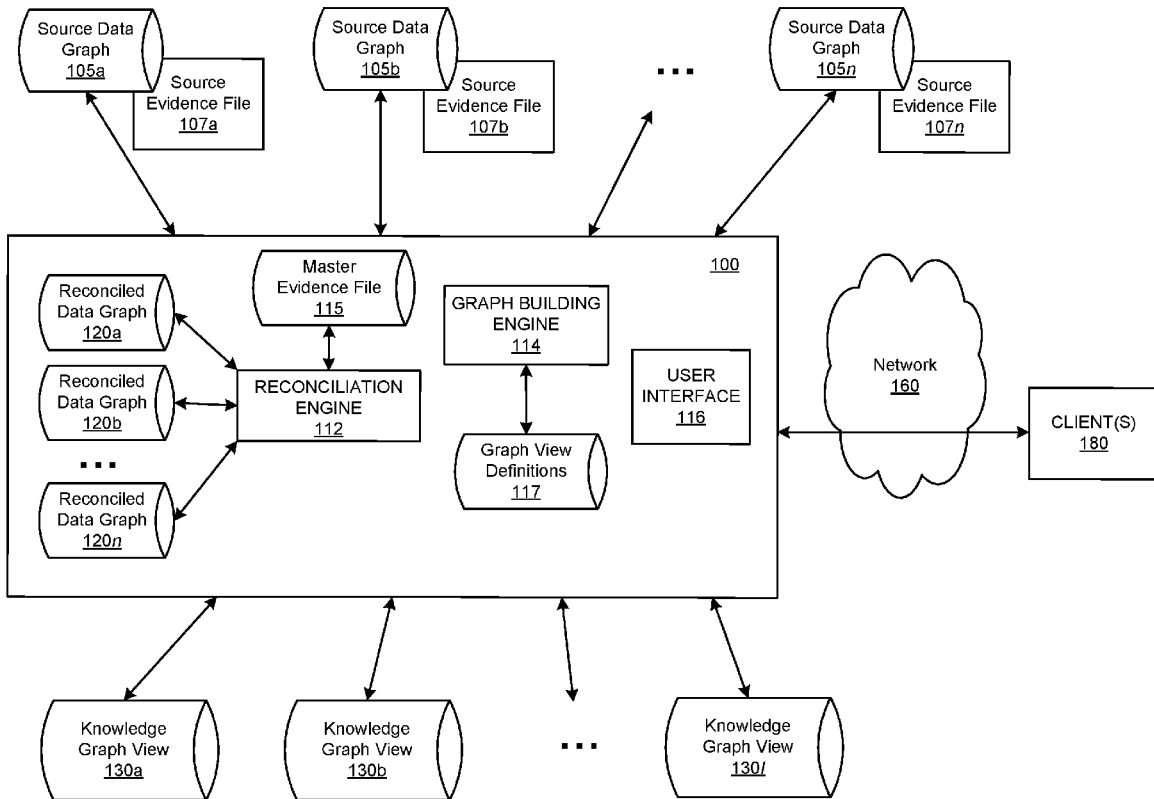 Source Data
Graph
105a
Source
Evidence File
107a
Source Data
Graph
105b
Source
Evidence File
107b
...
Source Data
Graph
105n
Source
Evidence File
107n
100
Reconciled
Data Graph
120a
Reconciled
Data Graph
120b
...
Reconciled
Data Graph
120n
Master
Evidence File
115
RECONCILIATION
ENGINE
112
GRAPH BUILDING
ENGINE
114
Graph View
Definitions
117
USER
INTERFACE
116
Network
160
CLIENT(S)
180
Knowledge
Graph View
130a
Knowledge
Graph View
130b
...
Knowledge
Graph View
130l